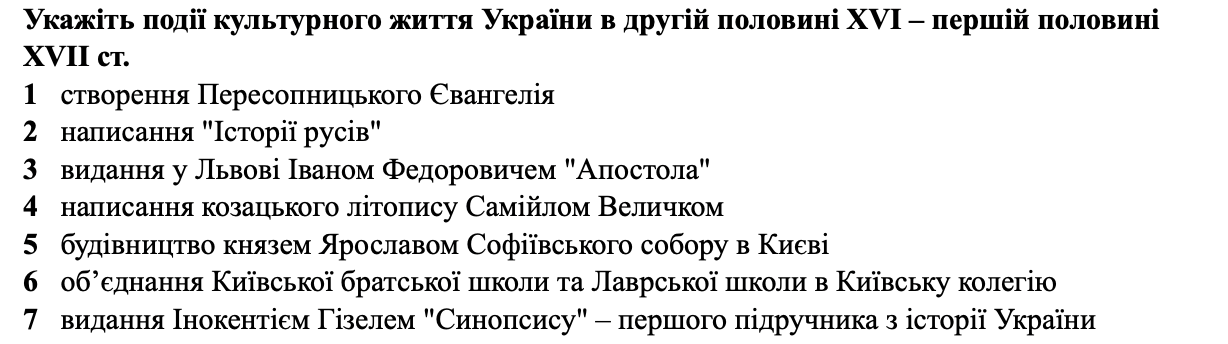 Укажіть події культурного життя України в другій половині XVI – першій половині
XVII ст.
1 створення Пересопницького Євангелія
2 написання "Історії русів"
3 видання у Львові Іваном Федоровичем "Апостола"
4 написання козацького літопису Самійлом Величком
5 будівництво князем Ярославом Софіївського собору в Києві
6 об’єднання Київської братської школи та Лаврської школи в Київську колегію
7 видання Інокентієм Гізелем "Синопсису" – першого підручника з історії України